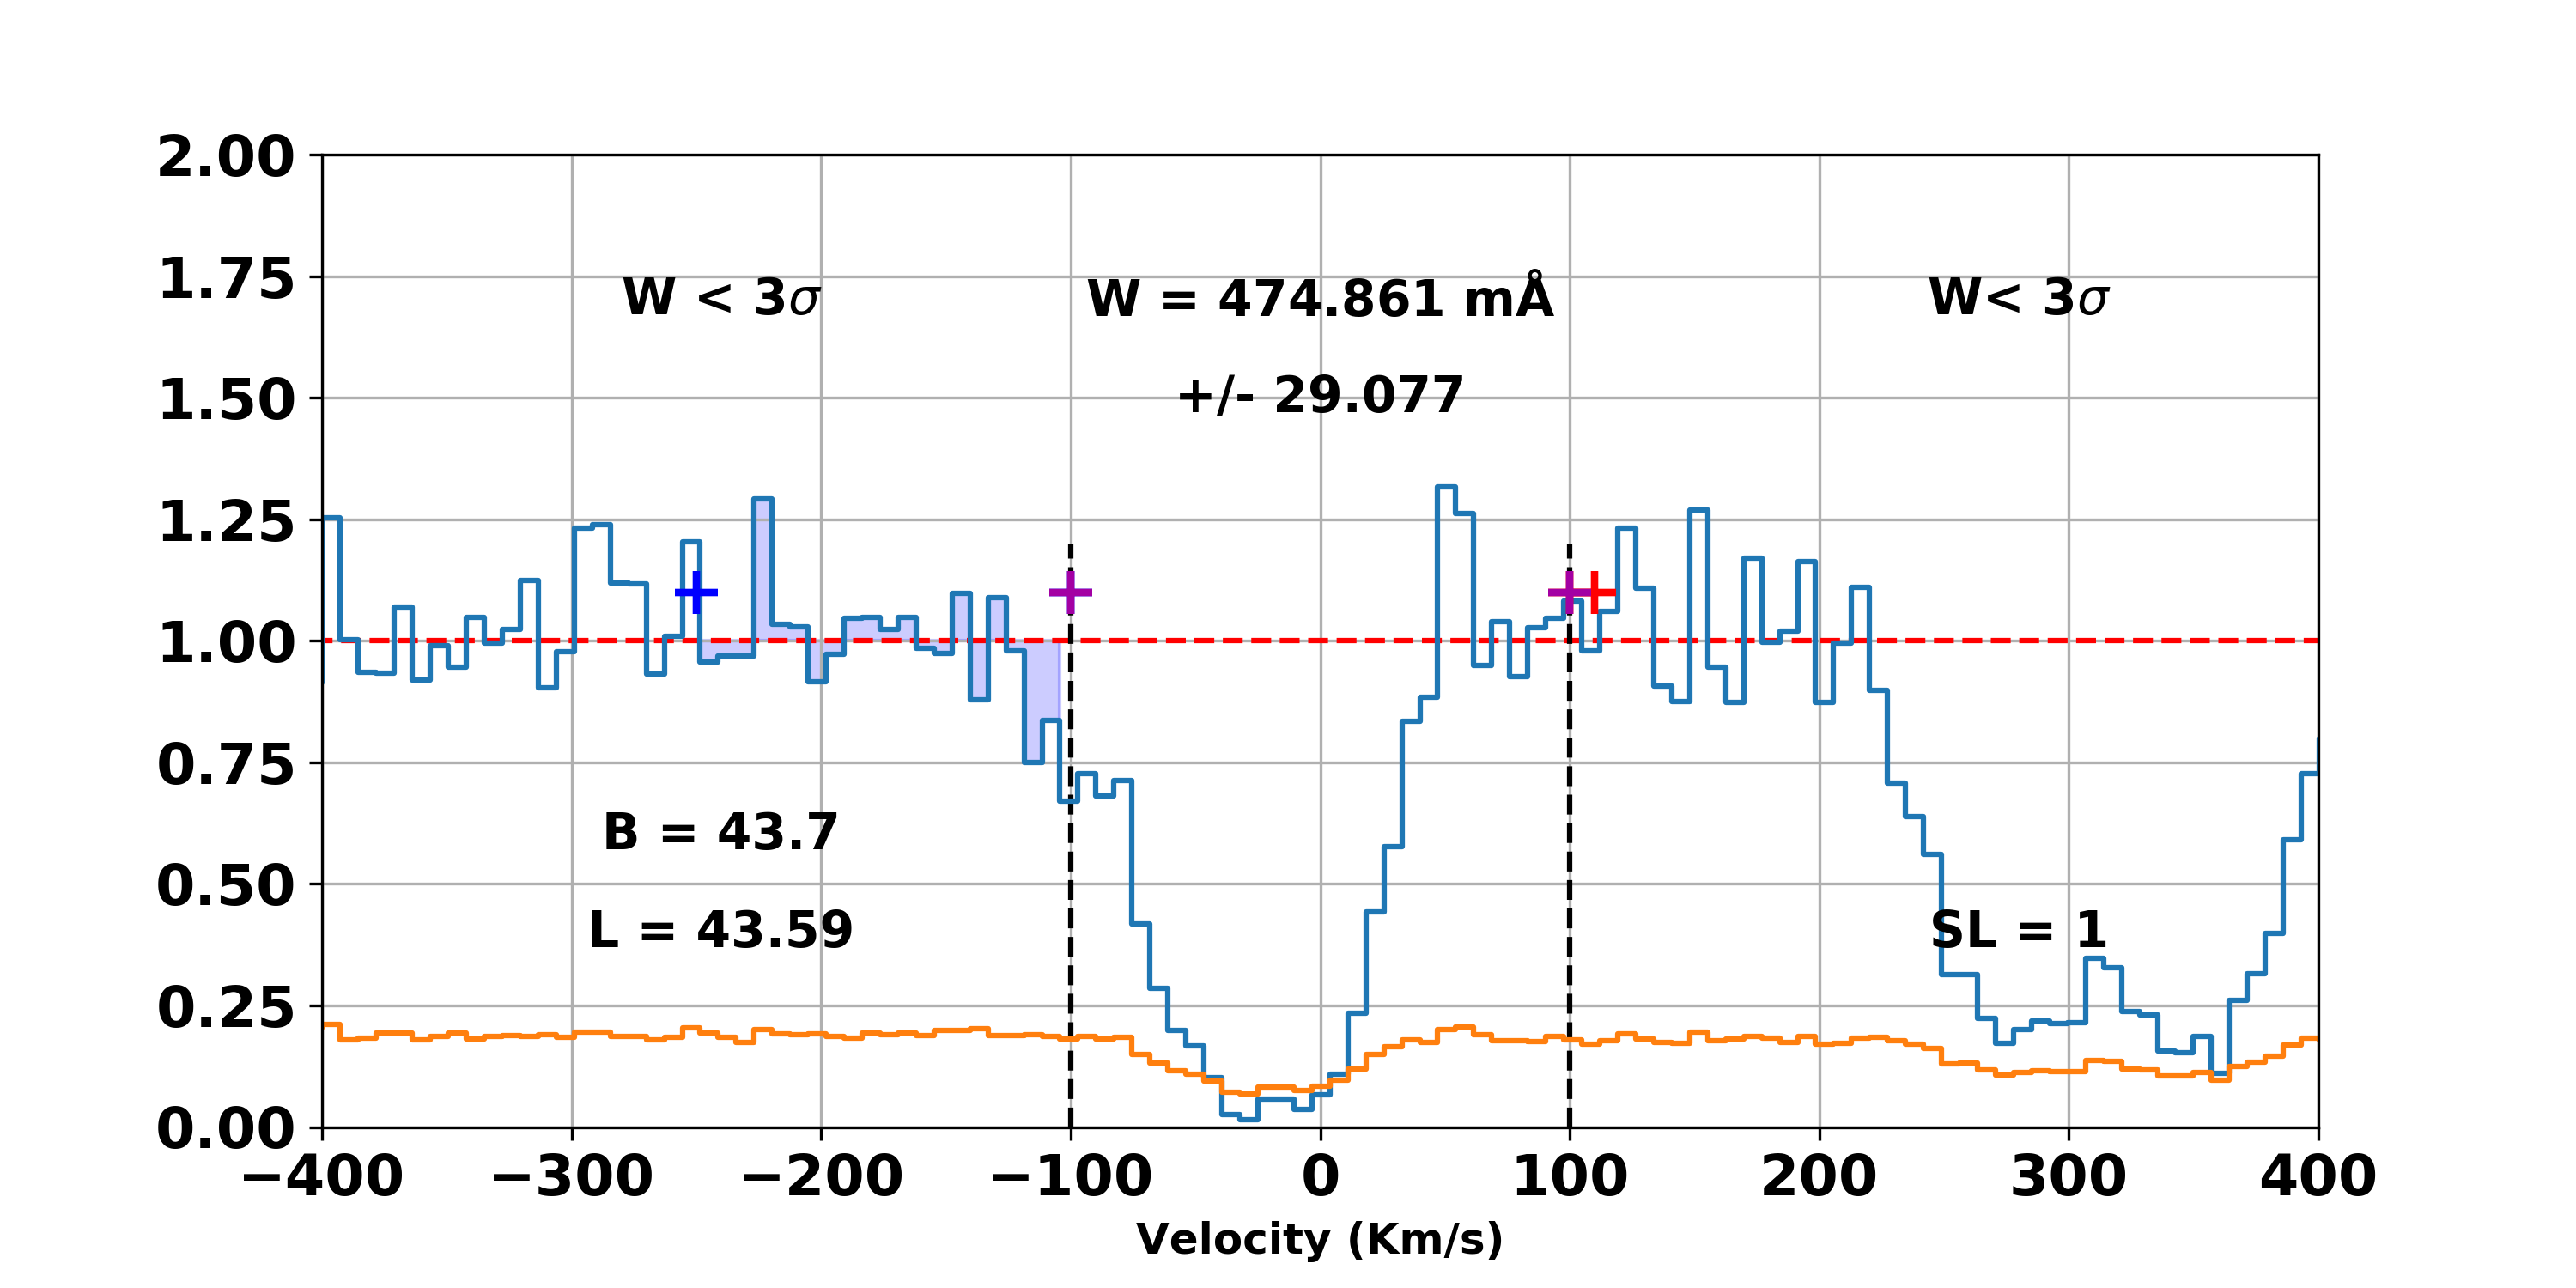 2.00
1.75
W < 3σ
W = 474.861 mÅ
W< 3σ
1.50
+/- 29.077
1.25
1.00
0.75
B = 43.7
0.50
L = 43.59
SL = 1
0.25
0.00
−400 −300 −200 −100 0 100 200 300 400
Velocity (Km/s)